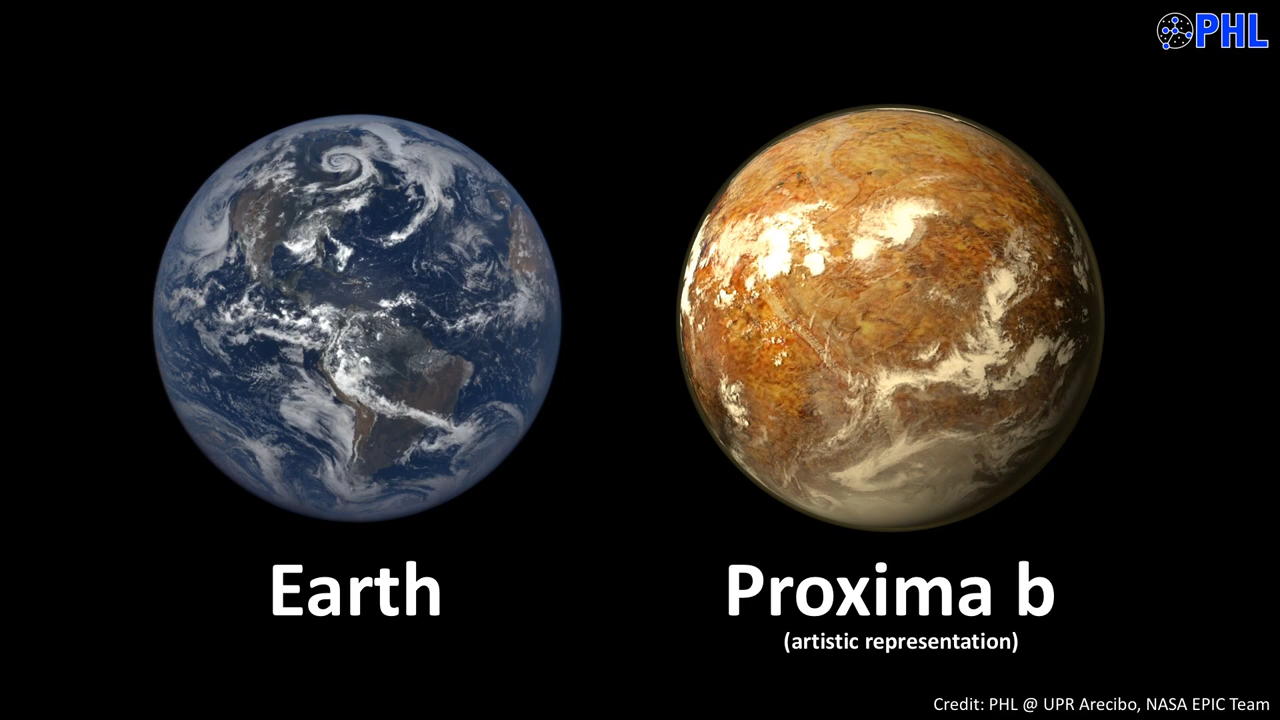 PHL
Earth
Proxima b
(artistic representation)
Credit: PHL @ UPR Arecibo, NASA EPIC Team